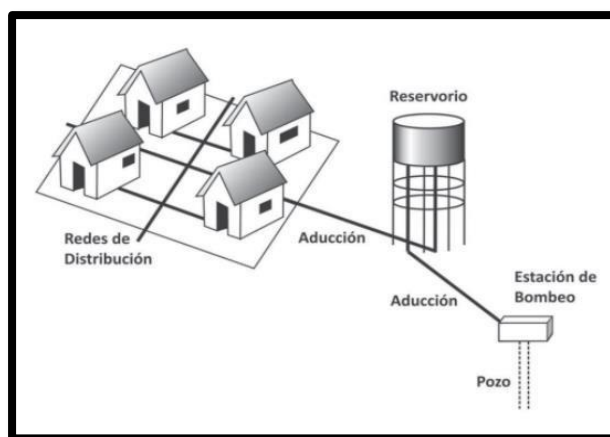 Reservorio
Redes de
Distribución
Aducción
Aducción
Estación de
Bombeo
Pozo